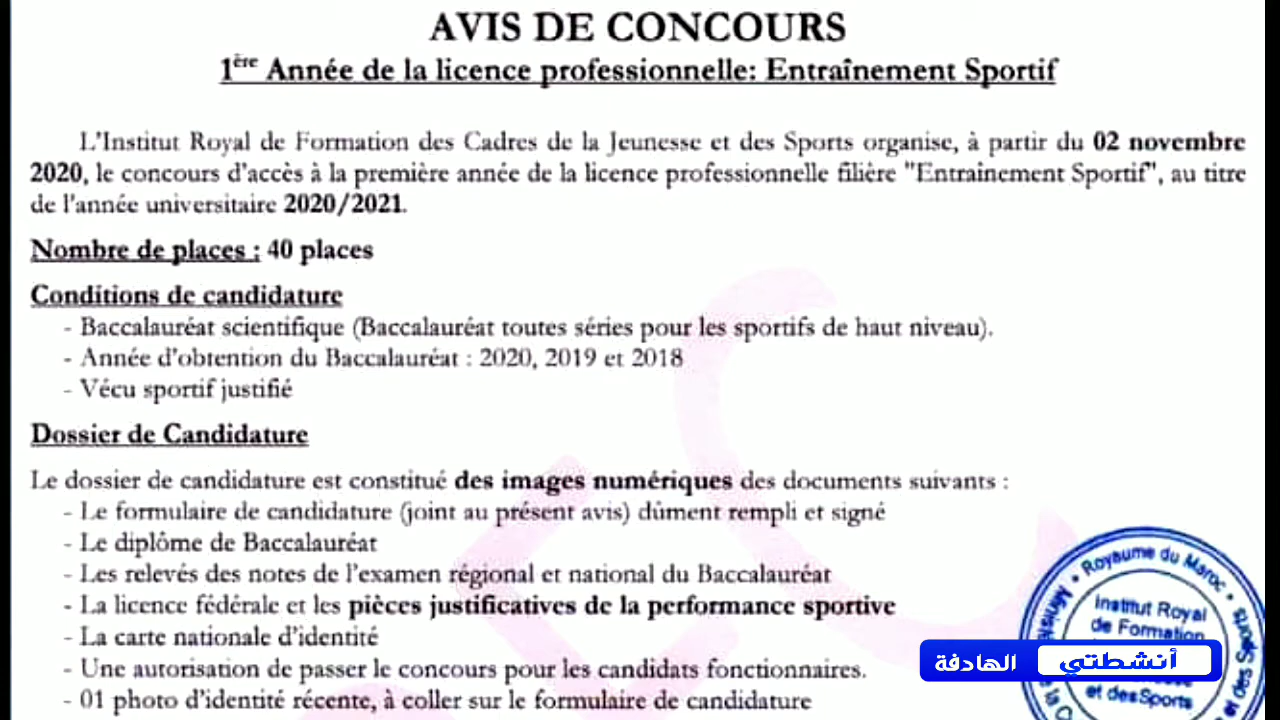 AVIS DE CONCOURS
1ère Année de la licence professionnelle: Entraînement Sportif
L'Institut Royal de Formation des Cadres de la Jeunesse et des Sports organise, à partir du 02 novembre
2020, le concours d'accès à la première année de la licence professionnelle filière "Entraînement Sportif", au titre
de l'année universitaire 2020/2021.
Nombre de places : 40 places
Conditions de candidature
- Baccalauréat scientifique (Baccalauréat toutes séries pour les sportifs de haut niveau).
- Année d'obtention du Baccalauréat : 2020, 2019 et 2018
- Vécu sportif justifié
Dossier de Candidature
Le dossier de candidature est constitué des images numériques des documents suivants :
- Le formulaire de candidature (joint au présent avis) dûment rempli et signé
- Le diplôme de Baccalauréat
- Les relevés des notes de l'examen régional et national du Baccalauréat
- La licence fédérale et les pièces justificatives de la performance sportive
- La carte nationale d'identité
- Une autorisation de passer le concours pour les candidats fonctionnaires.
- 01 photo d'identité récente, à coller sur le formulaire de candidature
Royaume du Maroc
Institut Royal
de Formation
et des Sports
أنشطتي الهادفة